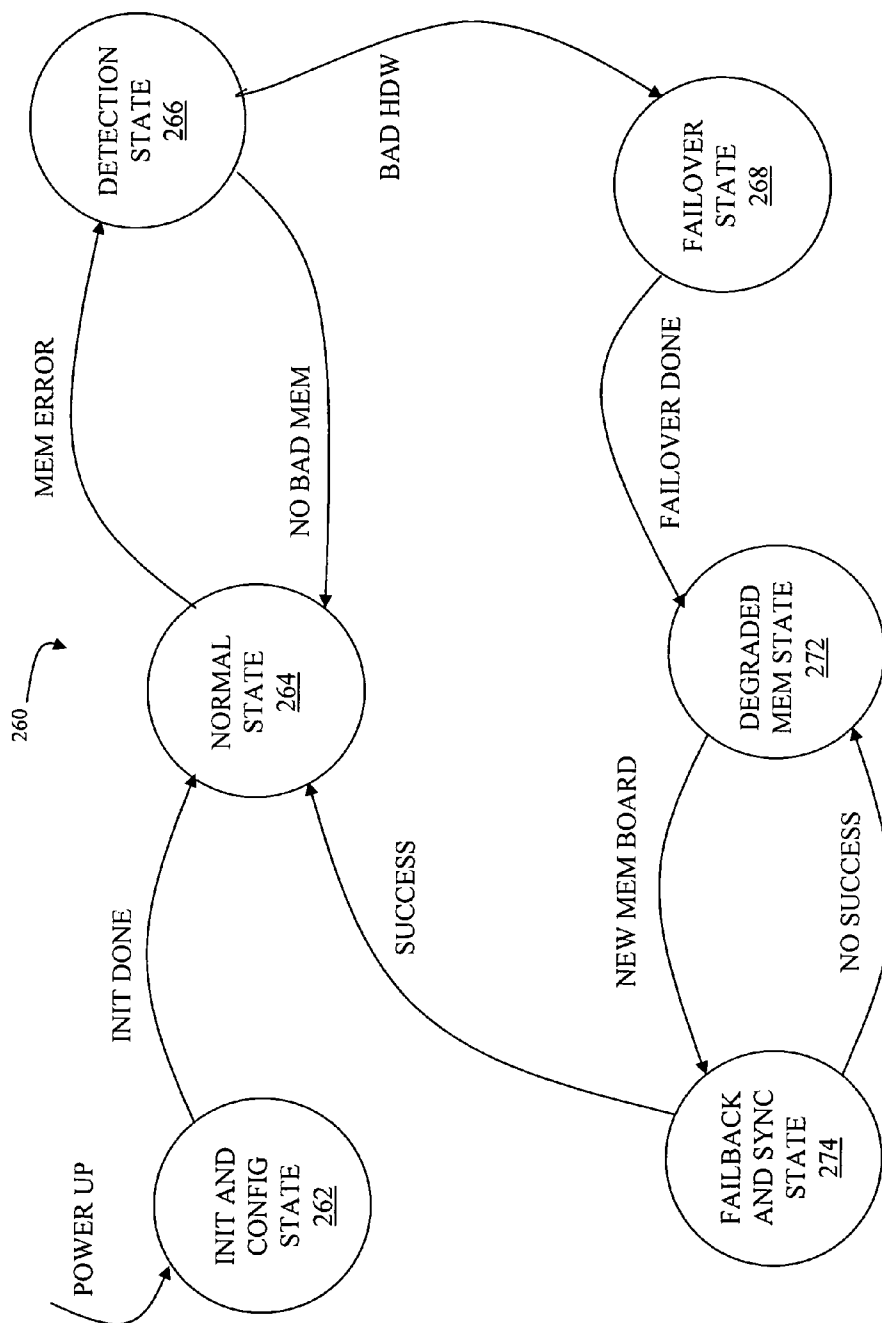 260
POWER UP
INIT AND
CONFIG
STATE
262
INIT DONE
NORMAL
STATE
264
MEM ERROR
DETECTION
STATE
266
NO BAD MEM
BAD HDW
SUCCESS
FAILBACK
AND SYNC
STATE
274
NEW MEM BOARD
NO SUCCESS
DEGRADED
MEM STATE
272
FAILOVER DONE
FAILOVER
STATE
268